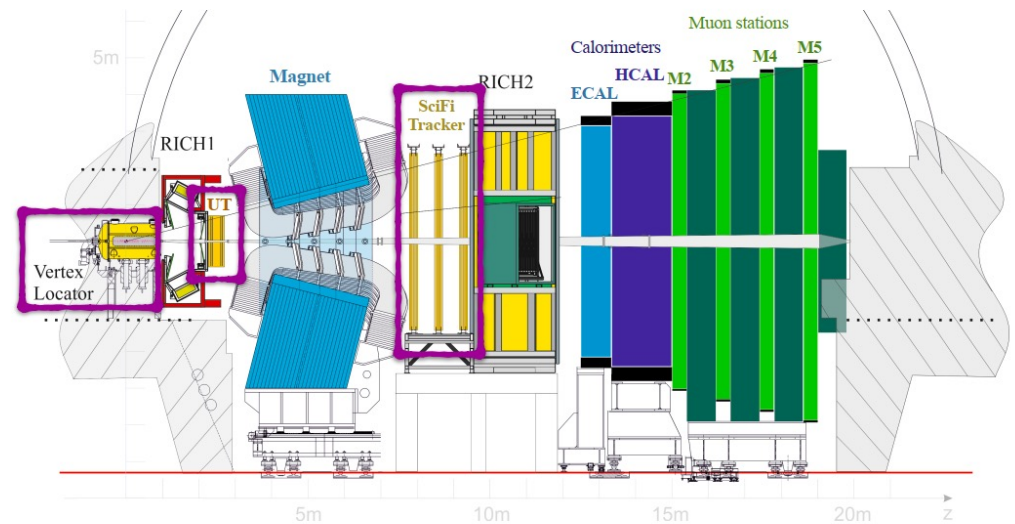 Muon stations
5m
Calorimeters
M5
M4
M3
M2
HCAL
ECAL
Magnet
SciFi
Tracker
RICH2
RICH1
UT
Vertex
Locator
5m
10m
15m
20m
z